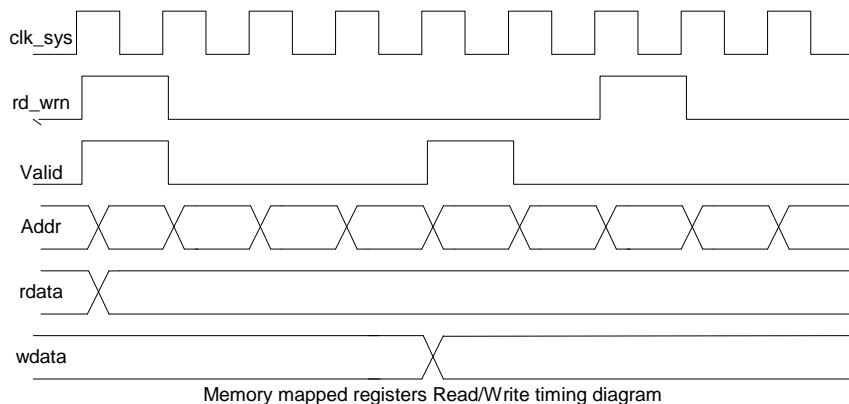 clk_sys
rd_wrn
Valid
Addr
rdata
wdata
Memory mapped registers Read/Write timing diagram